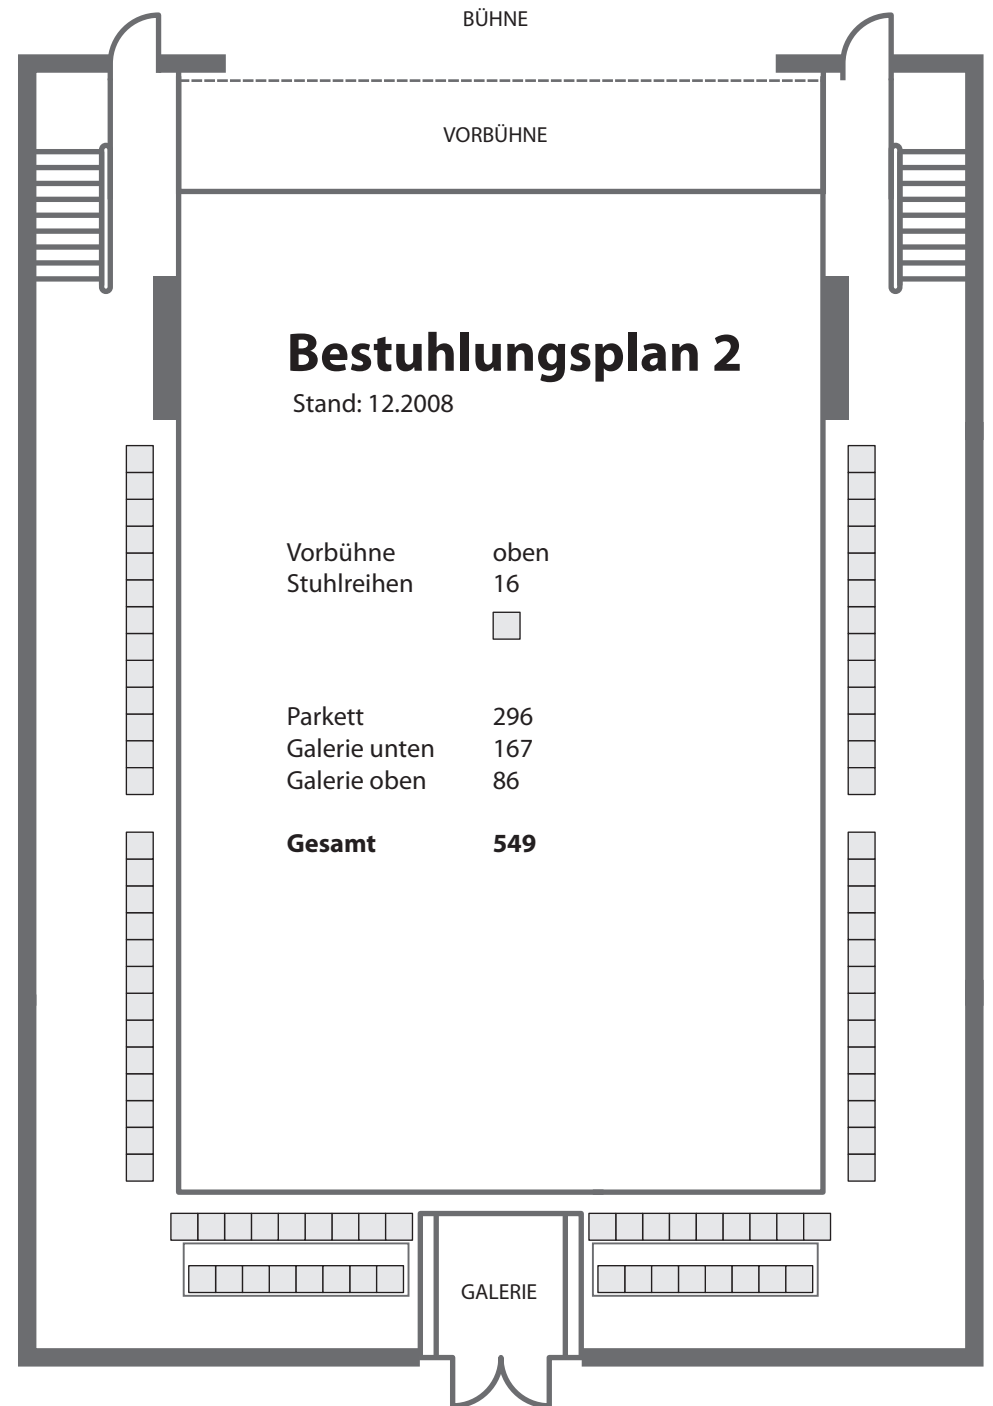 BÜHNE
VORBÜHNE
Bestuhlungsplan 2
Stand: 12.2008
Vorbühne oben
Stuhlreihen 16
Parkett 296
Galerie unten 167
Galerie oben 86
Gesamt 549
GALERIE